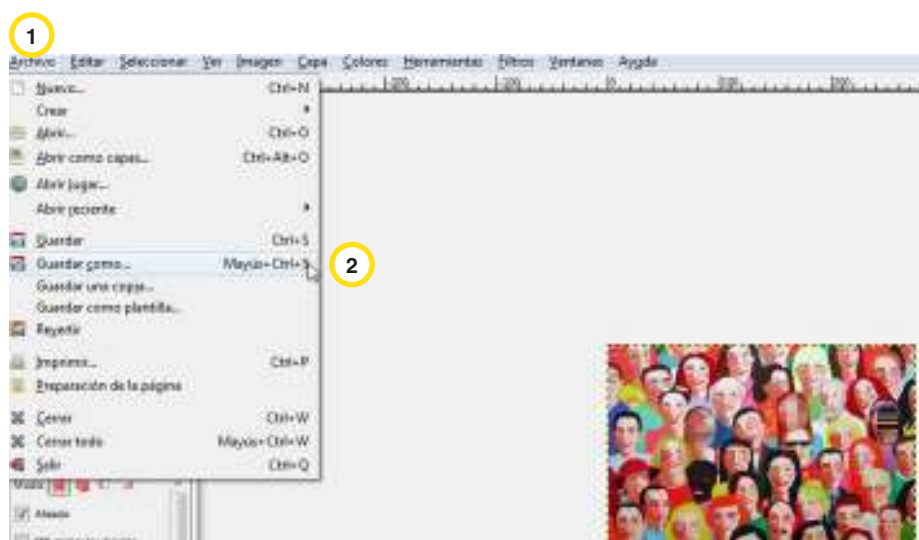 1
Archivo Editar Seleccionar Ver Imagen Capa Colores Herramientas Filtros Ventanas Ayuda
Nuevo... Ctrl+N
Crear
Abrir... Ctrl+O
Abrir como capas... Ctrl+Alt+O
Abrir lugar...
Abrir reciente
Guardar Ctrl+S
Guardar como... Mayús+Ctrl+S
2
Guardar una copia...
Guardar como plantilla...
Revertir
Imprimir... Ctrl+P
Preparación de la página
Cerrar Ctrl+W
Cerrar todo Mayús+Ctrl+W
Salir Ctrl+Q
Modo:
Alisado